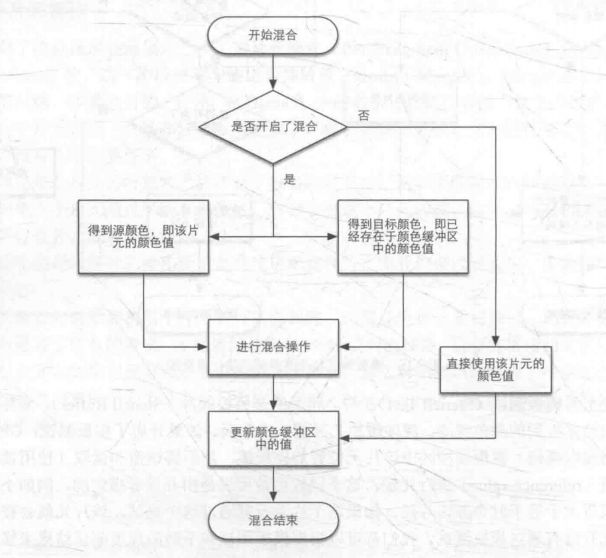 开始混合
是否开启了混合
否
是
得到源颜色，即该片
元的颜色值
得到目标颜色，即已
经存在于颜色缓冲区
中的颜色值
进行混合操作
直接使用该片元的
颜色值
更新颜色缓冲区
中的值
混合结束